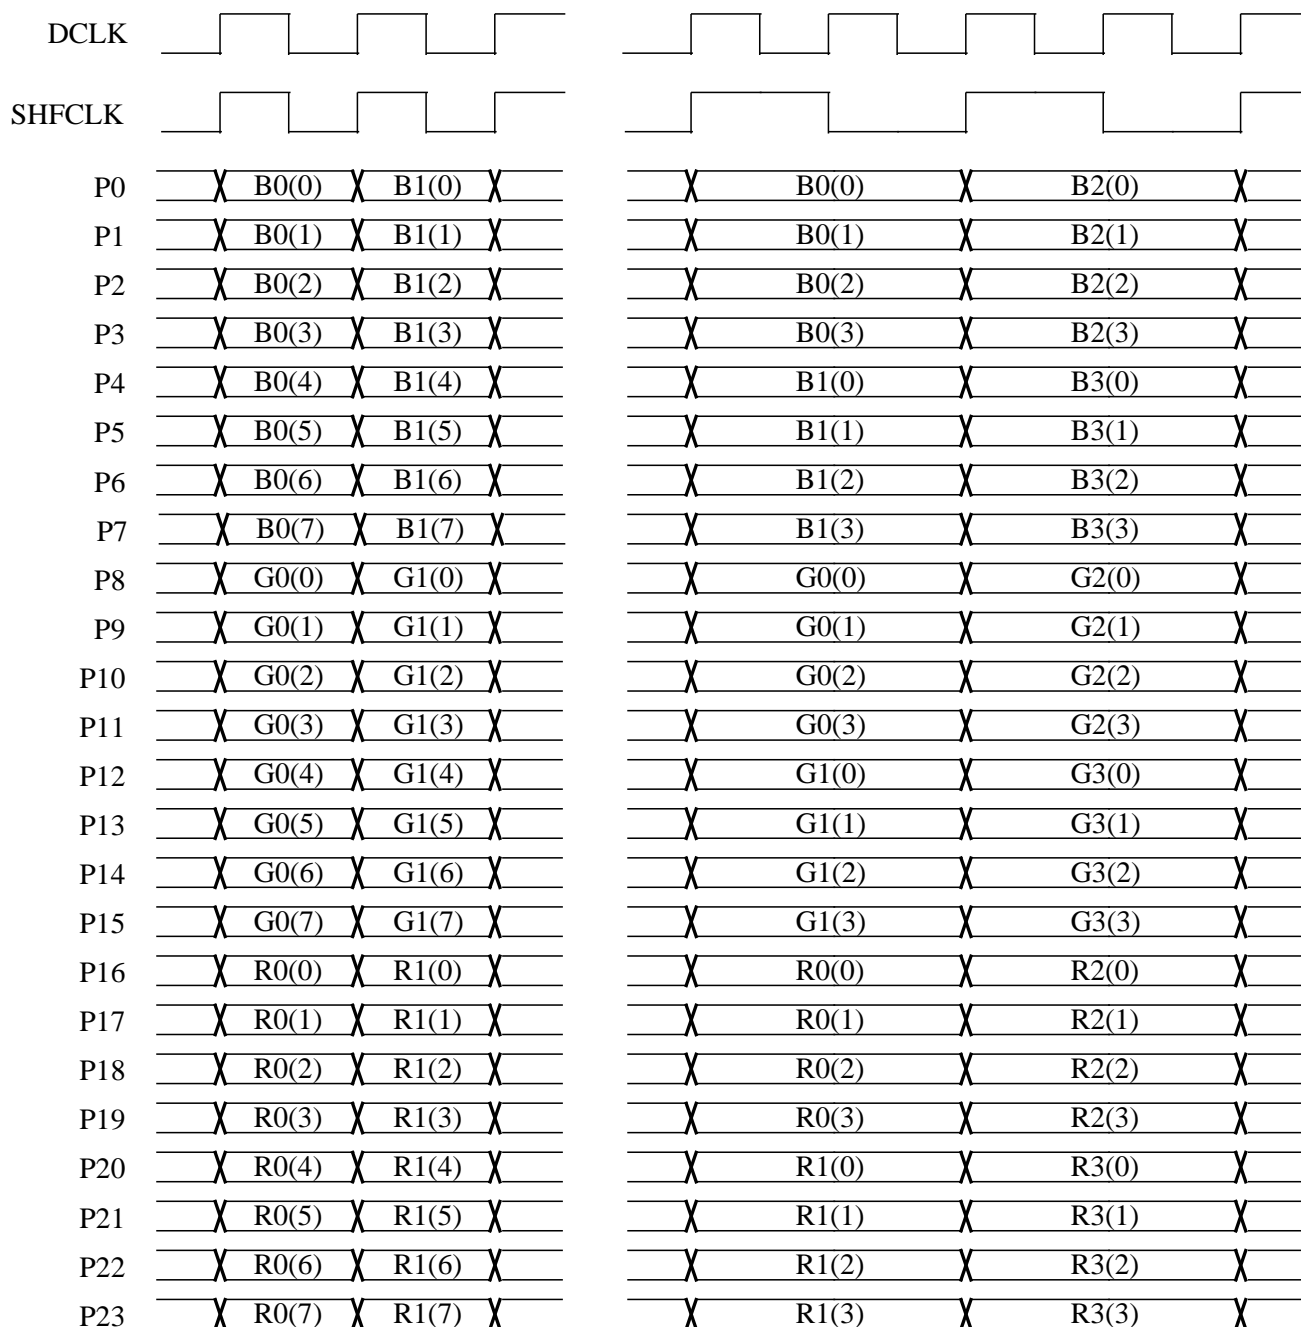 DCLK
SHFCLK
P0 B0(0) B1(0) B0(0) B2(0)
P1 B0(1) B1(1) B0(1) B2(1)
P2 B0(2) B1(2) B0(2) B2(2)
P3 B0(3) B1(3) B0(3) B2(3)
P4 B0(4) B1(4) B1(0) B3(0)
P5 B0(5) B1(5) B1(1) B3(1)
P6 B0(6) B1(6) B1(2) B3(2)
P7 B0(7) B1(7) B1(3) B3(3)
P8 G0(0) G1(0) G0(0) G2(0)
P9 G0(1) G1(1) G0(1) G2(1)
P10 G0(2) G1(2) G0(2) G2(2)
P11 G0(3) G1(3) G0(3) G2(3)
P12 G0(4) G1(4) G1(0) G3(0)
P13 G0(5) G1(5) G1(1) G3(1)
P14 G0(6) G1(6) G1(2) G3(2)
P15 G0(7) G1(7) G1(3) G3(3)
P16 R0(0) R1(0) R0(0) R2(0)
P17 R0(1) R1(1) R0(1) R2(1)
P18 R0(2) R1(2) R0(2) R2(2)
P19 R0(3) R1(3) R0(3) R2(3)
P20 R0(4) R1(4) R1(0) R3(0)
P21 R0(5) R1(5) R1(1) R3(1)
P22 R0(6) R1(6) R1(2) R3(2)
P23 R0(7) R1(7) R1(3) R3(3)